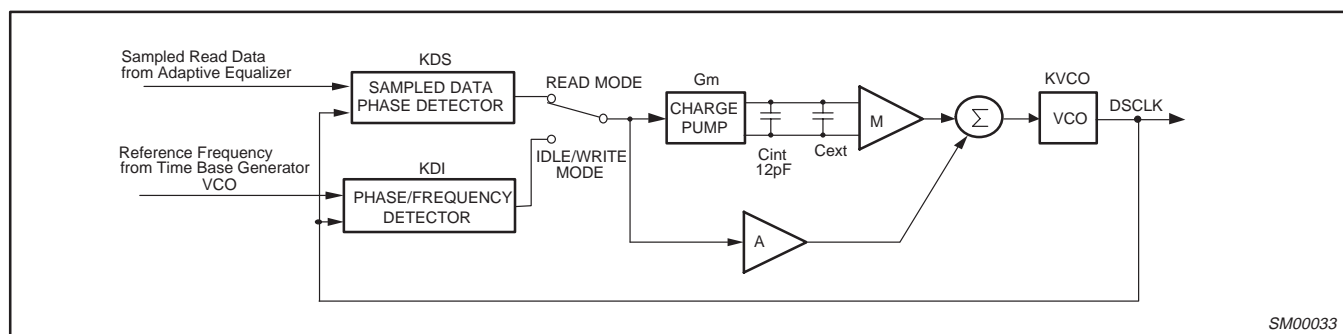 Sampled Read Data
from Adaptive Equalizer
KDS
SAMPLED DATA
PHASE DETECTOR
READ MODE
Gm
CHARGE
PUMP
Cint
12pF
Cext
M
Σ
KVCO
VCO
DSCLK
Reference Frequency
from Time Base Generator
VCO
KDI
PHASE/FREQUENCY
DETECTOR
IDLE/WRITE
MODE
A
SM00033